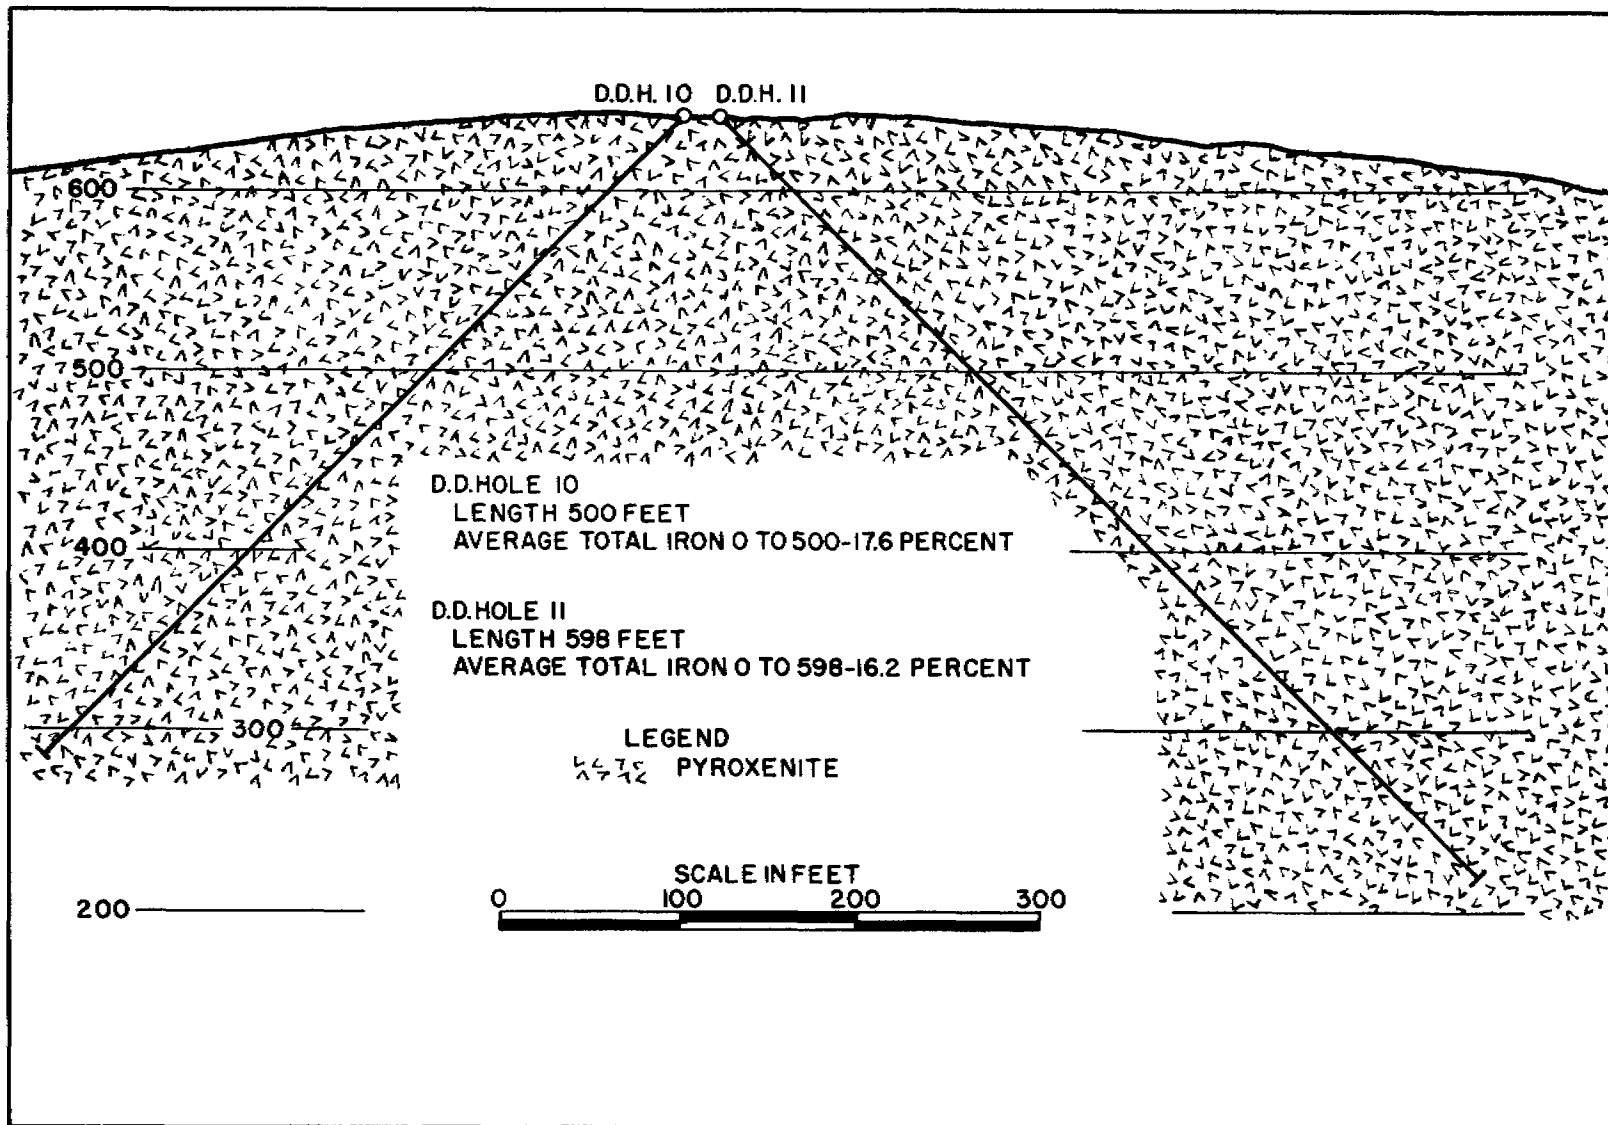 D.D.H. 10 D.D.H. 11
600
500
D.D.HOLE 10
LENGTH 500 FEET
AVERAGE TOTAL IRON 0 TO 500-17.6 PERCENT
400
D.D.HOLE 11
LENGTH 598 FEET
AVERAGE TOTAL IRON 0 TO 598-16.2 PERCENT
300
LEGEND
PYROXENITE
SCALE IN FEET
0 100 200 300
200